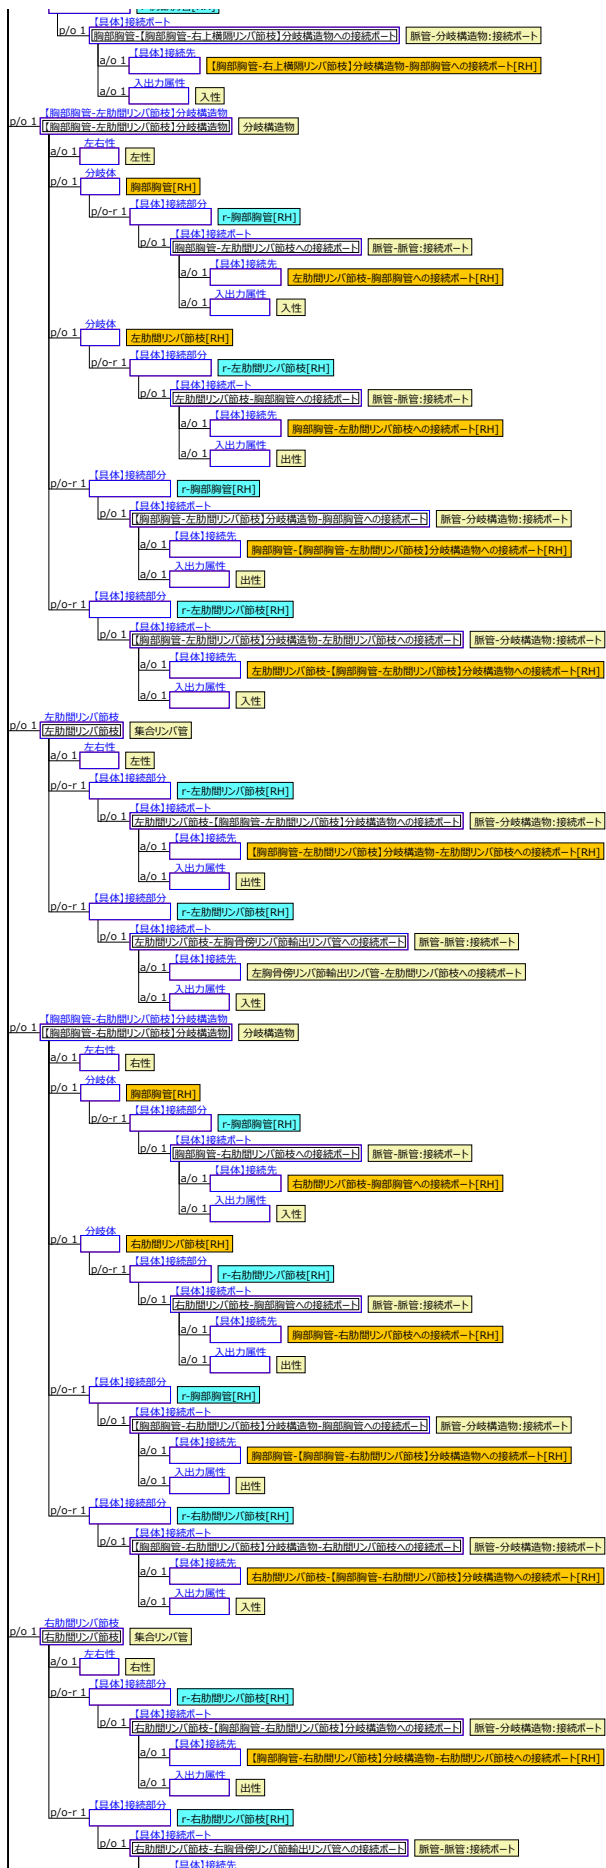 r-胸部胸管[RH]
【具体】接続ポート
p/o 1 胸部胸管-【胸部胸管-右上横隔リンパ節枝】分岐構造物への接続ポート 脈管-分岐構造物:接続ポート
【具体】接続先
a/o 1 【胸部胸管-右上横隔リンパ節枝】分岐構造物-胸部胸管への接続ポート[RH]
入出力属性
a/o 1 入性
【胸部胸管-左肋間リンパ節枝】分岐構造物
p/o 1 【胸部胸管-左肋間リンパ節枝】分岐構造物 分岐構造物
左右性
a/o 1 左性
分岐体
p/o 1 胸部胸管[RH]
【具体】接続部分
p/o-r 1 r-胸部胸管[RH]
【具体】接続ポート
p/o 1 胸部胸管-左肋間リンパ節枝への接続ポート 脈管-脈管:接続ポート
【具体】接続先
a/o 1 左肋間リンパ節枝-胸部胸管への接続ポート[RH]
入出力属性
a/o 1 入性
分岐体
p/o 1 左肋間リンパ節枝[RH]
【具体】接続部分
p/o-r 1 r-左肋間リンパ節枝[RH]
【具体】接続ポート
p/o 1 左肋間リンパ節枝-胸部胸管への接続ポート 脈管-脈管:接続ポート
【具体】接続先
a/o 1 胸部胸管-左肋間リンパ節枝への接続ポート[RH]
入出力属性
a/o 1 出性
【具体】接続部分
p/o-r 1 r-胸部胸管[RH]
【具体】接続ポート
p/o 1 【胸部胸管-左肋間リンパ節枝】分岐構造物-胸部胸管への接続ポート 脈管-分岐構造物:接続ポート
【具体】接続先
a/o 1 胸部胸管-【胸部胸管-左肋間リンパ節枝】分岐構造物への接続ポート[RH]
入出力属性
a/o 1 出性
【具体】接続部分
p/o-r 1 r-左肋間リンパ節枝[RH]
【具体】接続ポート
p/o 1 【胸部胸管-左肋間リンパ節枝】分岐構造物-左肋間リンパ節枝への接続ポート 脈管-分岐構造物:接続ポート
【具体】接続先
a/o 1 左肋間リンパ節枝-【胸部胸管-左肋間リンパ節枝】分岐構造物への接続ポート[RH]
入出力属性
a/o 1 入性
左肋間リンパ節枝
p/o 1 左肋間リンパ節枝 集合リンパ管
左右性
a/o 1 左性
【具体】接続部分
p/o-r 1 r-左肋間リンパ節枝[RH]
【具体】接続ポート
p/o 1 左肋間リンパ節枝-【胸部胸管-左肋間リンパ節枝】分岐構造物への接続ポート 脈管-分岐構造物:接続ポート
【具体】接続先
a/o 1 【胸部胸管-左肋間リンパ節枝】分岐構造物-左肋間リンパ節枝への接続ポート[RH]
入出力属性
a/o 1 出性
【具体】接続部分
p/o-r 1 r-左肋間リンパ節枝[RH]
【具体】接続ポート
p/o 1 左肋間リンパ節枝-左胸骨傍リンパ節輸出リンパ管への接続ポート 脈管-脈管:接続ポート
【具体】接続先
a/o 1 左胸骨傍リンパ節輸出リンパ管-左肋間リンパ節枝への接続ポート
入出力属性
a/o 1 入性
【胸部胸管-右肋間リンパ節枝】分岐構造物
p/o 1 【胸部胸管-右肋間リンパ節枝】分岐構造物 分岐構造物
左右性
a/o 1 右性
分岐体
p/o 1 胸部胸管[RH]
【具体】接続部分
p/o-r 1 r-胸部胸管[RH]
【具体】接続ポート
p/o 1 胸部胸管-右肋間リンパ節枝への接続ポート 脈管-脈管:接続ポート
【具体】接続先
a/o 1 右肋間リンパ節枝-胸部胸管への接続ポート[RH]
入出力属性
a/o 1 入性
分岐体
p/o 1 右肋間リンパ節枝[RH]
【具体】接続部分
p/o-r 1 r-右肋間リンパ節枝[RH]
【具体】接続ポート
p/o 1 右肋間リンパ節枝-胸部胸管への接続ポート 脈管-脈管:接続ポート
【具体】接続先
a/o 1 胸部胸管-右肋間リンパ節枝への接続ポート[RH]
入出力属性
a/o 1 出性
【具体】接続部分
p/o-r 1 r-胸部胸管[RH]
【具体】接続ポート
p/o 1 【胸部胸管-右肋間リンパ節枝】分岐構造物-胸部胸管への接続ポート 脈管-分岐構造物:接続ポート
【具体】接続先
a/o 1 胸部胸管-【胸部胸管-右肋間リンパ節枝】分岐構造物への接続ポート[RH]
入出力属性
a/o 1 出性
【具体】接続部分
p/o-r 1 r-右肋間リンパ節枝[RH]
【具体】接続ポート
p/o 1 【胸部胸管-右肋間リンパ節枝】分岐構造物-右肋間リンパ節枝への接続ポート 脈管-分岐構造物:接続ポート
【具体】接続先
a/o 1 右肋間リンパ節枝-【胸部胸管-右肋間リンパ節枝】分岐構造物への接続ポート[RH]
入出力属性
a/o 1 入性
右肋間リンパ節枝
p/o 1 右肋間リンパ節枝 集合リンパ管
左右性
a/o 1 右性
【具体】接続部分
p/o-r 1 r-右肋間リンパ節枝[RH]
【具体】接続ポート
p/o 1 右肋間リンパ節枝-【胸部胸管-右肋間リンパ節枝】分岐構造物への接続ポート 脈管-分岐構造物:接続ポート
【具体】接続先
a/o 1 【胸部胸管-右肋間リンパ節枝】分岐構造物-右肋間リンパ節枝への接続ポート[RH]
入出力属性
a/o 1 出性
【具体】接続部分
p/o-r 1 r-右肋間リンパ節枝[RH]
【具体】接続ポート
p/o 1 右肋間リンパ節枝-右胸骨傍リンパ節輸出リンパ管への接続ポート 脈管-脈管:接続ポート
【具体】接続先